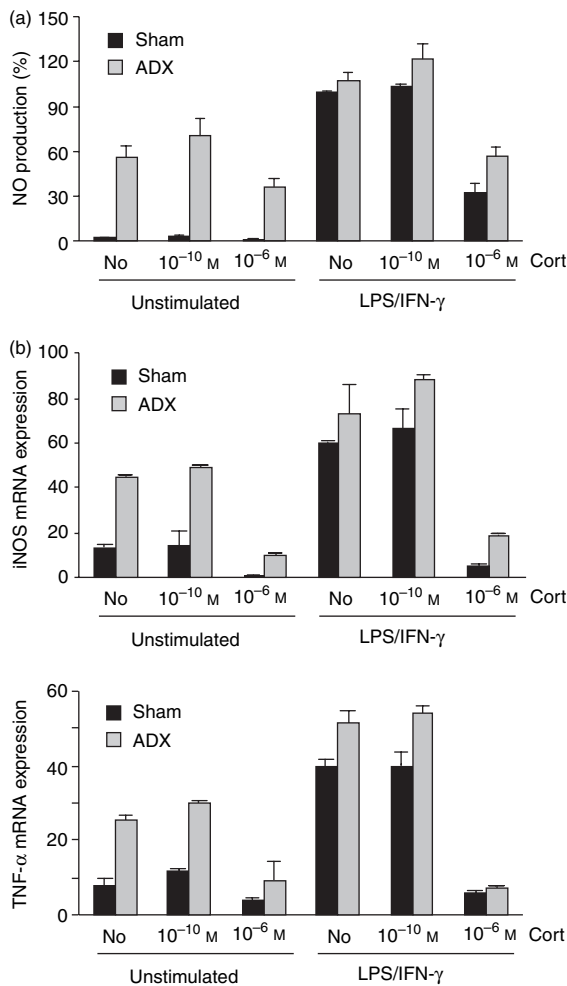 (a)
150
120
90
60
30
0
NO production (%)
Sham
ADX
No 10⁻¹⁰ M 10⁻⁶ M No 10⁻¹⁰ M 10⁻⁶ M Cort
Unstimulated LPS/IFN-γ
(b)
100
80
60
40
20
0
iNOS mRNA expression
Sham
ADX
No 10⁻¹⁰ M 10⁻⁶ M No 10⁻¹⁰ M 10⁻⁶ M Cort
Unstimulated LPS/IFN-γ
60
40
20
0
TNF-α mRNA expression
Sham
ADX
No 10⁻¹⁰ M 10⁻⁶ M No 10⁻¹⁰ M 10⁻⁶ M Cort
Unstimulated LPS/IFN-γ